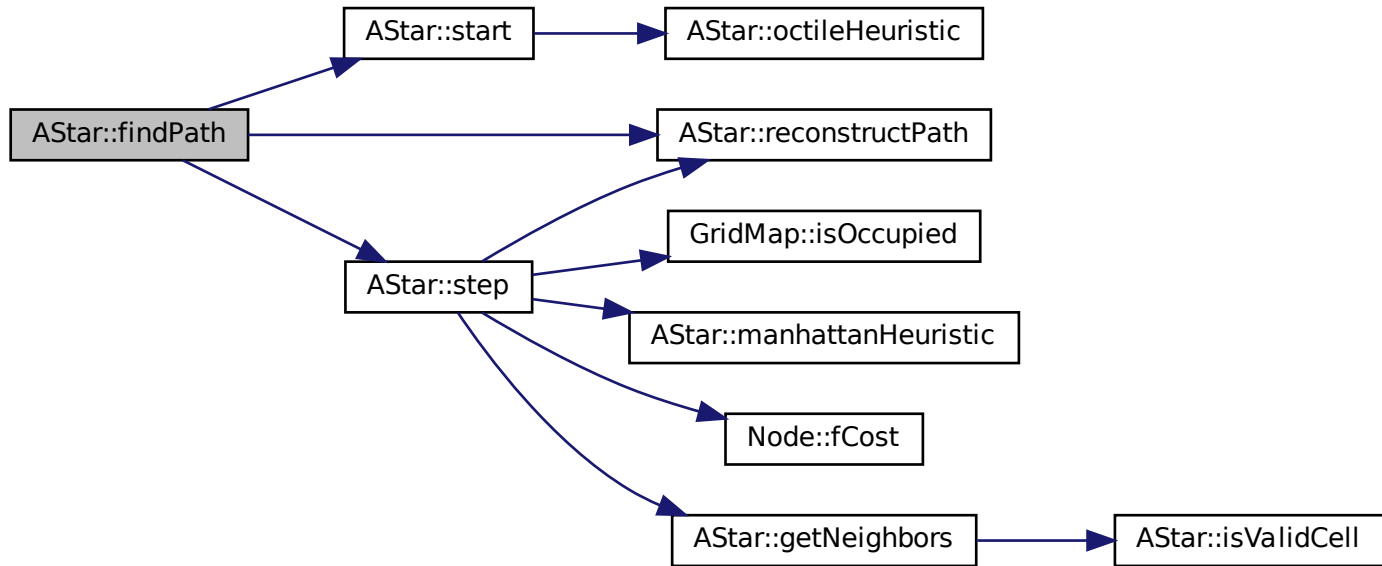 AStar::start
AStar::octileHeuristic
AStar::findPath
AStar::reconstructPath
GridMap::isOccupied
AStar::step
AStar::manhattanHeuristic
Node::fCost
AStar::getNeighbors
AStar::isValidCell